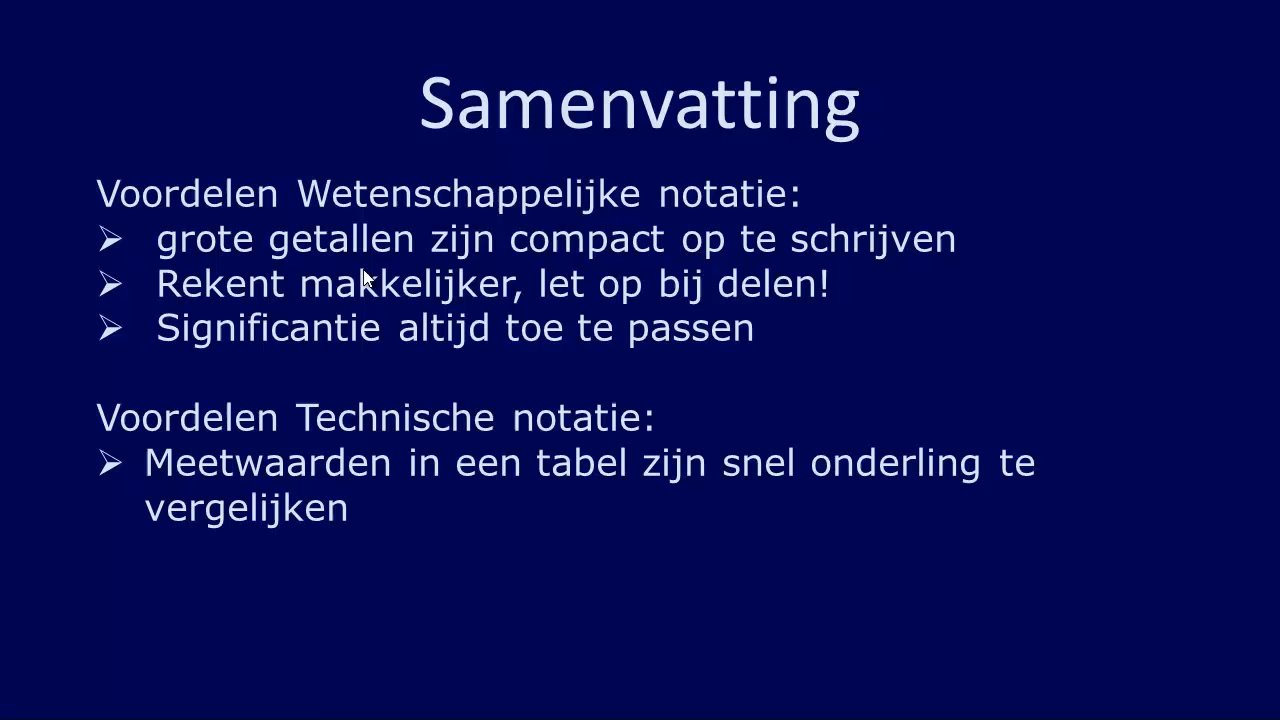 Samenvatting
Voordelen Wetenschappelijke notatie:
➢ grote getallen zijn compact op te schrijven
➢ Rekent makkelijker, let op bij delen!
➢ Significantie altijd toe te passen
Voordelen Technische notatie:
➢ Meetwaarden in een tabel zijn snel onderling te
vergelijken